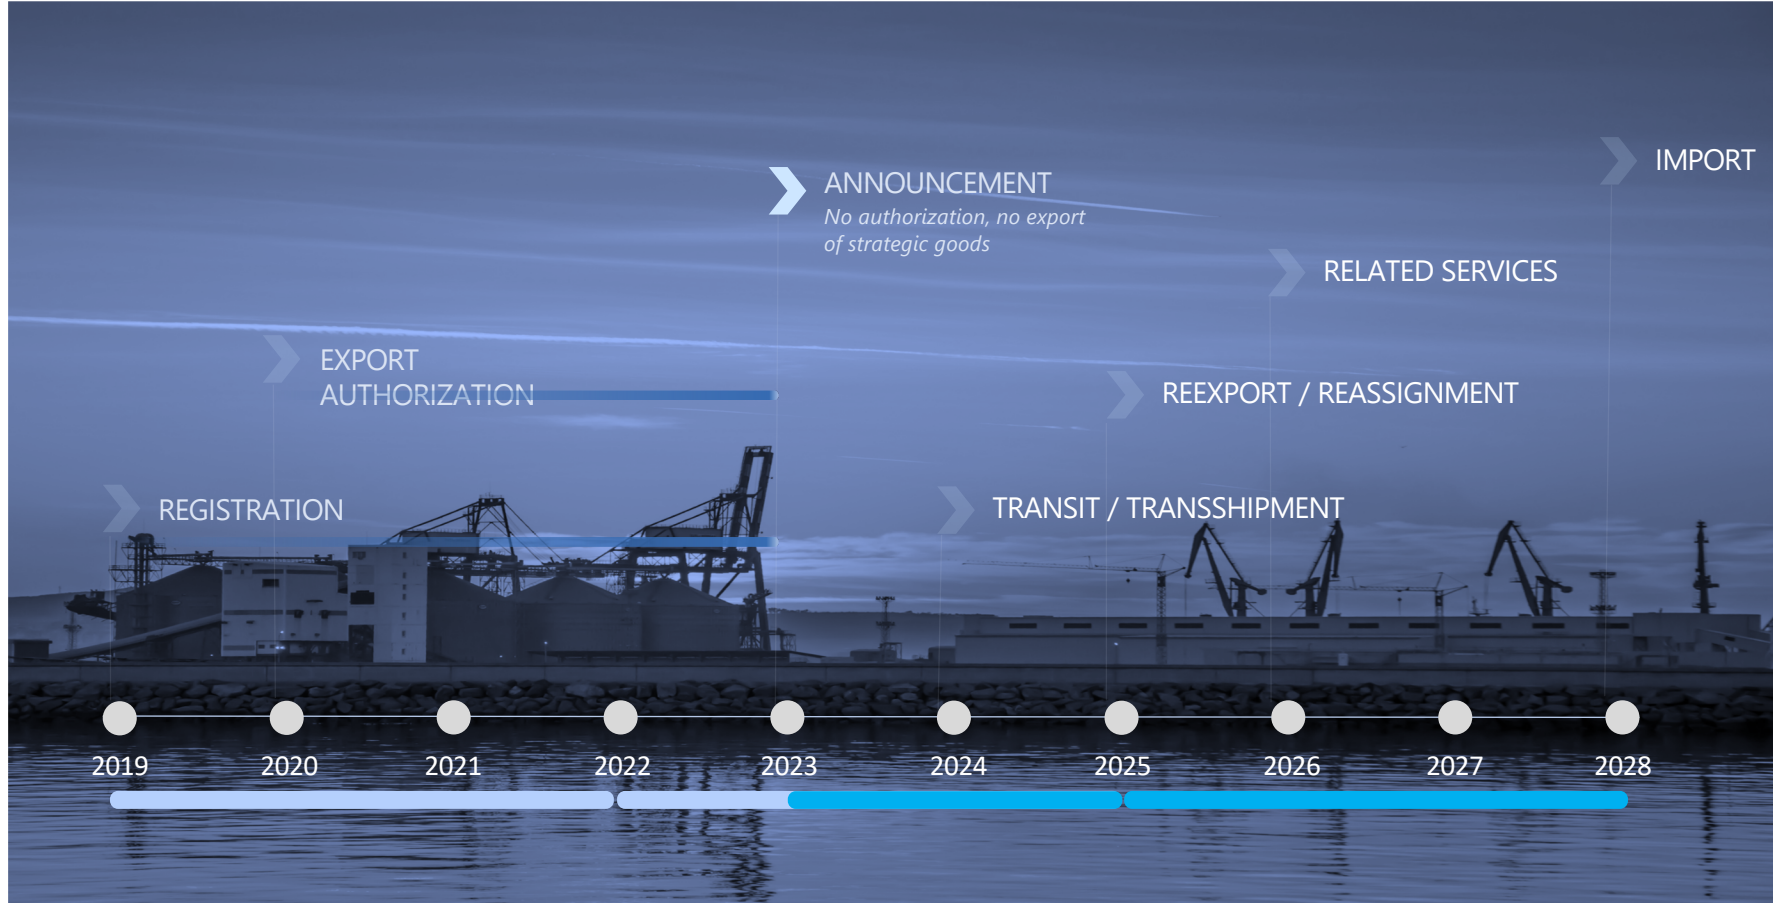 IMPORT
ANNOUNCEMENT
No authorization, no export
of strategic goods
RELATED SERVICES
EXPORT
AUTHORIZATION
REEXPORT / REASSIGNMENT
REGISTRATION
TRANSIT / TRANSSHIPMENT
2019 2020 2021 2022 2023 2024 2025 2026 2027 2028